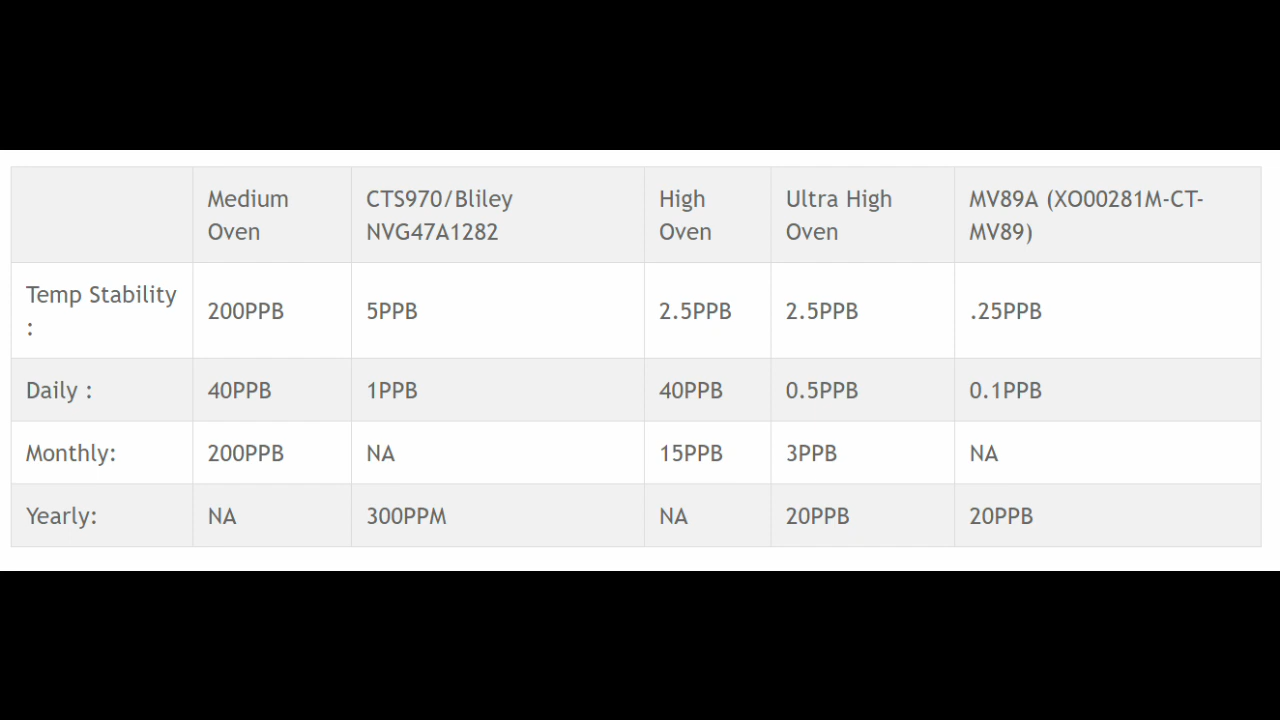 Medium Oven CTS970/Bliley NVG47A1282 High Oven Ultra High Oven MV89A (XO00281M-CT-MV89)
Temp Stability : 200PPB 5PPB 2.5PPB 2.5PPB .25PPB
Daily : 40PPB 1PPB 40PPB 0.5PPB 0.1PPB
Monthly: 200PPB NA 15PPB 3PPB NA
Yearly: NA 300PPM NA 20PPB 20PPB